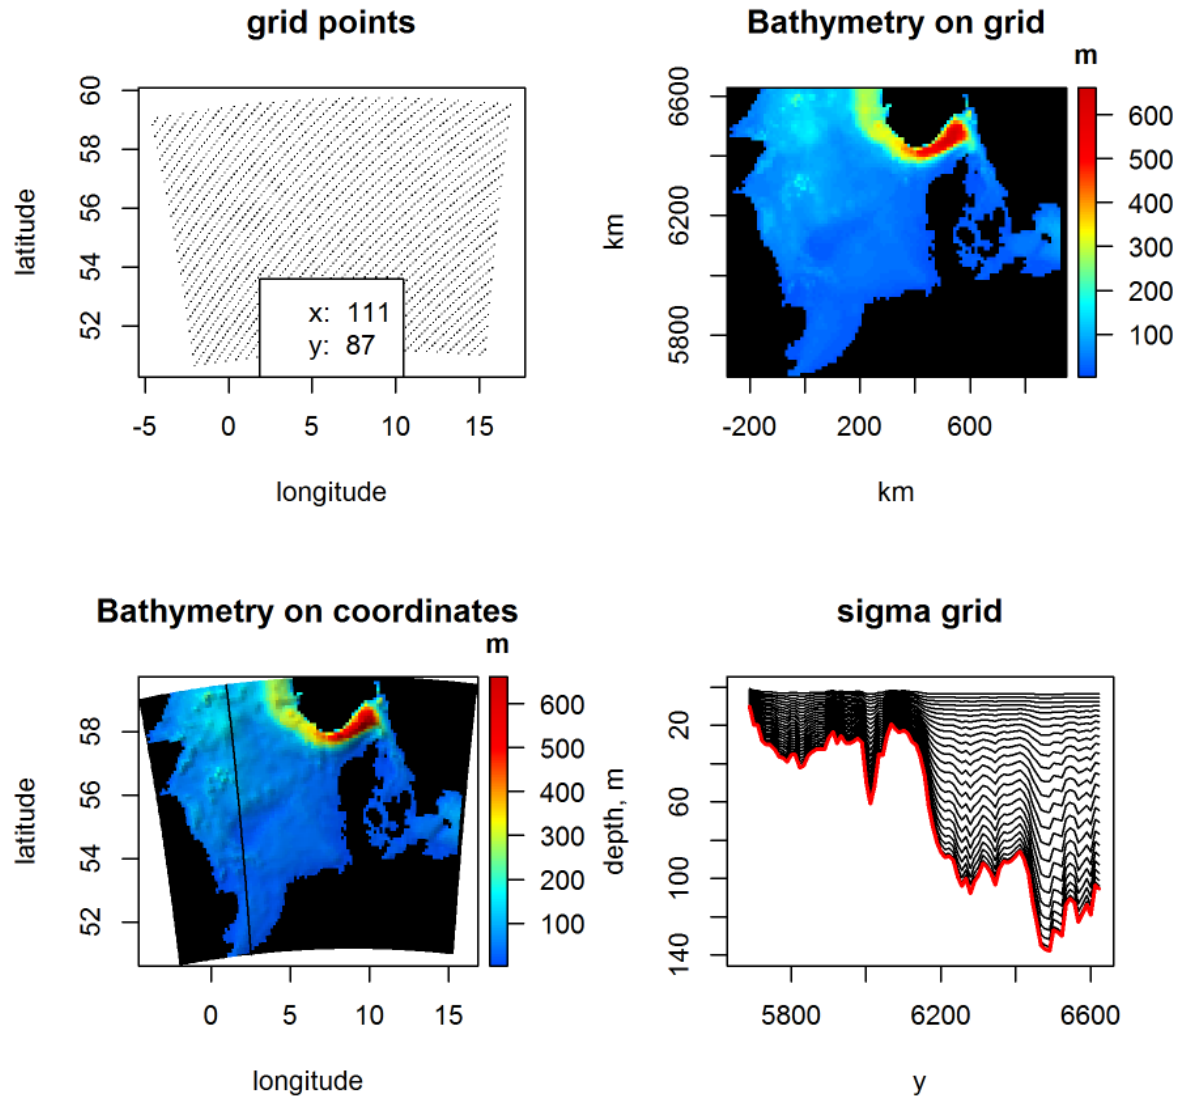 grid points
60
58
56
54
52
latitude
x: 111
y: 87
-5 0 5 10 15
longitude
Bathymetry on grid
m
6600
6200
5800
km
600
500
400
300
200
100
-200 200 600
km
Bathymetry on coordinates
m
58
56
54
52
latitude
600
500
400
300
200
100
0 5 10 15
longitude
sigma grid
20
60
100
140
depth, m
5800 6200 6600
y